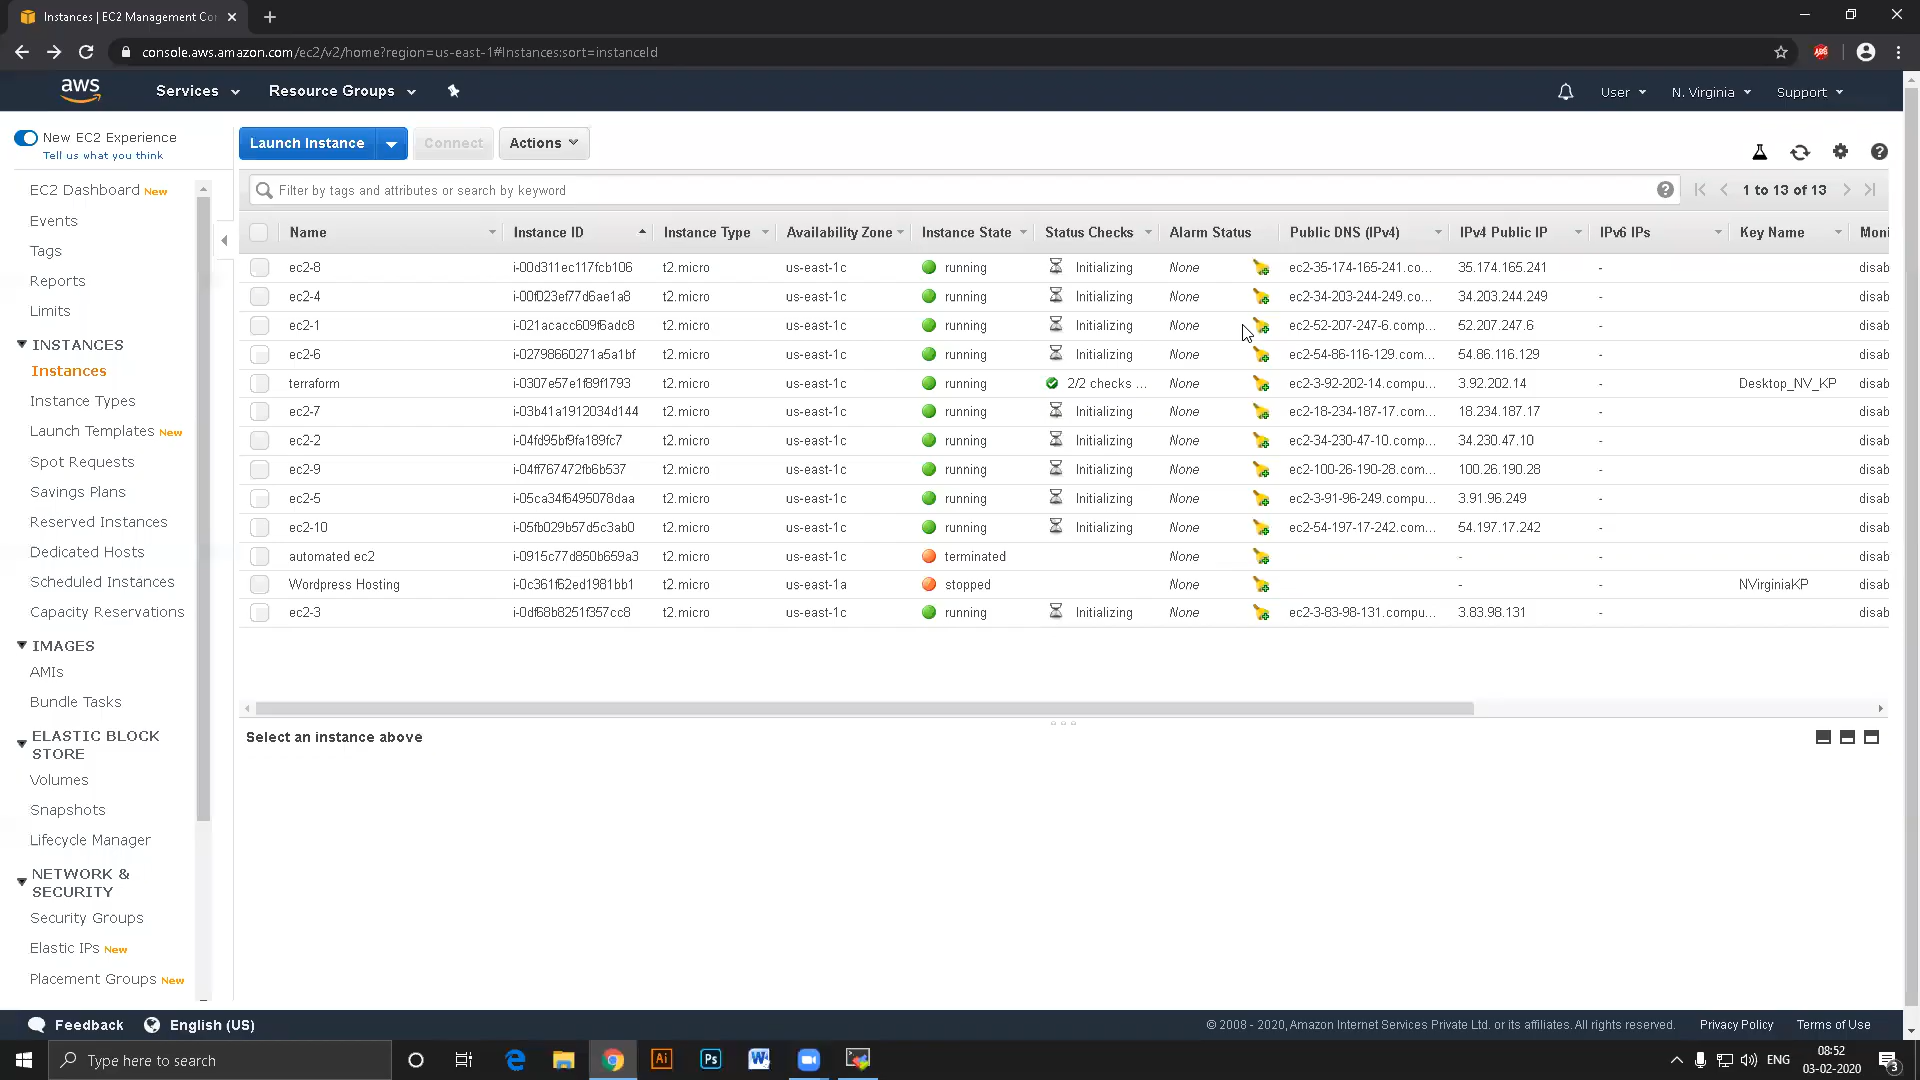 Instances | EC2 Management Con
console.aws.amazon.com/ec2/v2/home?region=us-east-1#Instances:sort=instanceId
aws Services Resource Groups User N. Virginia Support
New EC2 Experience
Tell us what you think
EC2 Dashboard New
Events
Tags
Reports
Limits
INSTANCES
Instances
Instance Types
Launch Templates New
Spot Requests
Savings Plans
Reserved Instances
Dedicated Hosts
Scheduled Instances
Capacity Reservations
IMAGES
AMIs
Bundle Tasks
ELASTIC BLOCK
STORE
Volumes
Snapshots
Lifecycle Manager
NETWORK &
SECURITY
Security Groups
Elastic IPs New
Placement Groups New
Launch Instance Connect Actions
Filter by tags and attributes or search by keyword 1 to 13 of 13
Name Instance ID Instance Type Availability Zone Instance State Status Checks Alarm Status Public DNS (IPv4) IPv4 Public IP IPv6 IPs Key Name Moni
ec2-8 i-00d311ec117fcb106 t2.micro us-east-1c running Initializing None ec2-35-174-165-241.co... 35.174.165.241 - disab
ec2-4 i-00f023ef77d6ae1a8 t2.micro us-east-1c running Initializing None ec2-34-203-244-249.co... 34.203.244.249 - disab
ec2-1 i-021acacc609f6adc8 t2.micro us-east-1c running Initializing None ec2-52-207-247-6.comp... 52.207.247.6 - disab
ec2-6 i-02798660271a5a1bf t2.micro us-east-1c running Initializing None ec2-54-86-116-129.com... 54.86.116.129 - disab
terraform i-0307e57e1f89f1793 t2.micro us-east-1c running 2/2 checks ... None ec2-3-92-202-14.compu... 3.92.202.14 - Desktop_NV_KP disab
ec2-7 i-03b41a1912034d144 t2.micro us-east-1c running Initializing None ec2-18-234-187-17.com... 18.234.187.17 - disab
ec2-2 i-04fd95bf9fa189fc7 t2.micro us-east-1c running Initializing None ec2-34-230-47-10.comp... 34.230.47.10 - disab
ec2-9 i-04ff767472fb6b537 t2.micro us-east-1c running Initializing None ec2-100-26-190-28.com... 100.26.190.28 - disab
ec2-5 i-05ca34f6495078daa t2.micro us-east-1c running Initializing None ec2-3-91-96-249.compu... 3.91.96.249 - disab
ec2-10 i-05fb029b57d5c3ab0 t2.micro us-east-1c running Initializing None ec2-54-197-17-242.com... 54.197.17.242 - disab
automated ec2 i-0915c77d850b659a3 t2.micro us-east-1c terminated None - - disab
Wordpress Hosting i-0c361f62ed1981bb1 t2.micro us-east-1a stopped None - - NVirginiaKP disab
ec2-3 i-0df68b8251f357cc8 t2.micro us-east-1c running Initializing None ec2-3-83-98-131.compu... 3.83.98.131 - disab
Select an instance above
Feedback English (US) © 2008 - 2020, Amazon Internet Services Private Ltd. or its affiliates. All rights reserved. Privacy Policy Terms of Use
Type here to search
Ai
Ps
W
ENG
08:52
03-02-2020
3